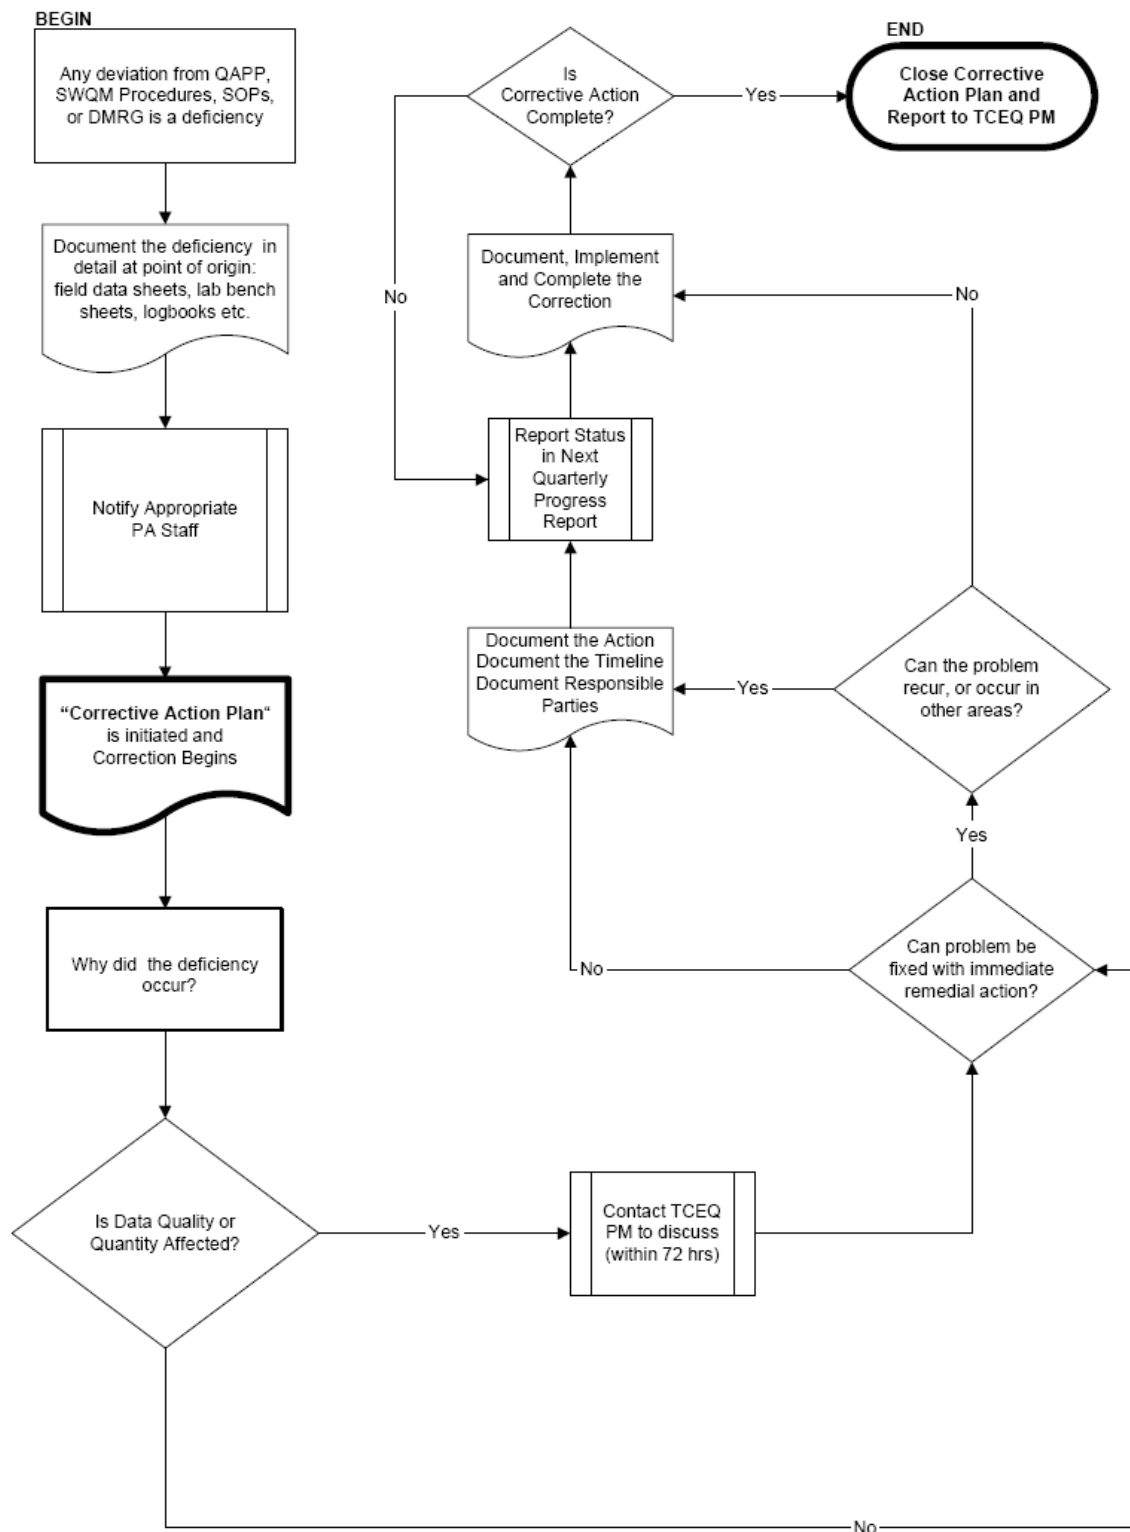 BEGIN
Any deviation from QAPP,
SWQM Procedures, SOPs,
or DMRG is a deficiency
Document the deficiency in
detail at point of origin:
field data sheets, lab bench
sheets, logbooks etc.
Notify Appropriate
PA Staff
“Corrective Action Plan“
is initiated and
Correction Begins
Why did the deficiency
occur?
Is Data Quality or
Quantity Affected?
Yes
No
Contact TCEQ
PM to discuss
(within 72 hrs)
Can problem be
fixed with immediate
remedial action?
No
Yes
Can the problem
recur, or occur in
other areas?
Yes
No
Document the Action
Document the Timeline
Document Responsible
Parties
Report Status
in Next
Quarterly
Progress
Report
Document, Implement
and Complete the
Correction
Is
Corrective Action
Complete?
No
Yes
END
Close Corrective
Action Plan and
Report to TCEQ PM